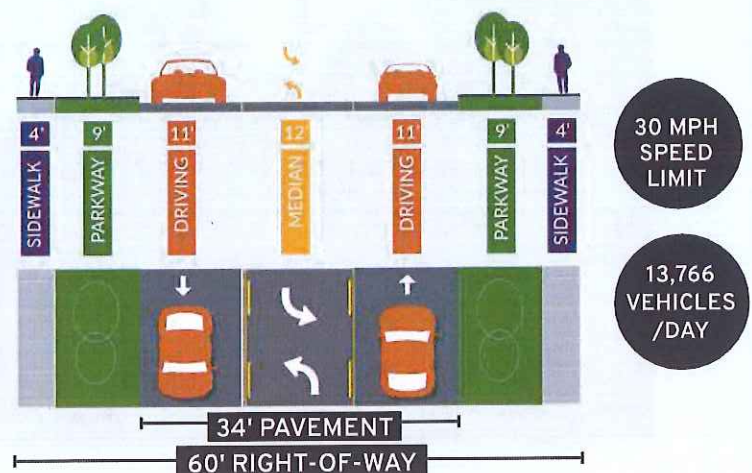 4'
9'
11'
12'
11'
9'
4'
SIDEWALK
PARKWAY
DRIVING
MEDIAN
DRIVING
PARKWAY
SIDEWALK
30 MPH
SPEED
LIMIT
13,766
VEHICLES
/DAY
34' PAVEMENT
60' RIGHT-OF-WAY